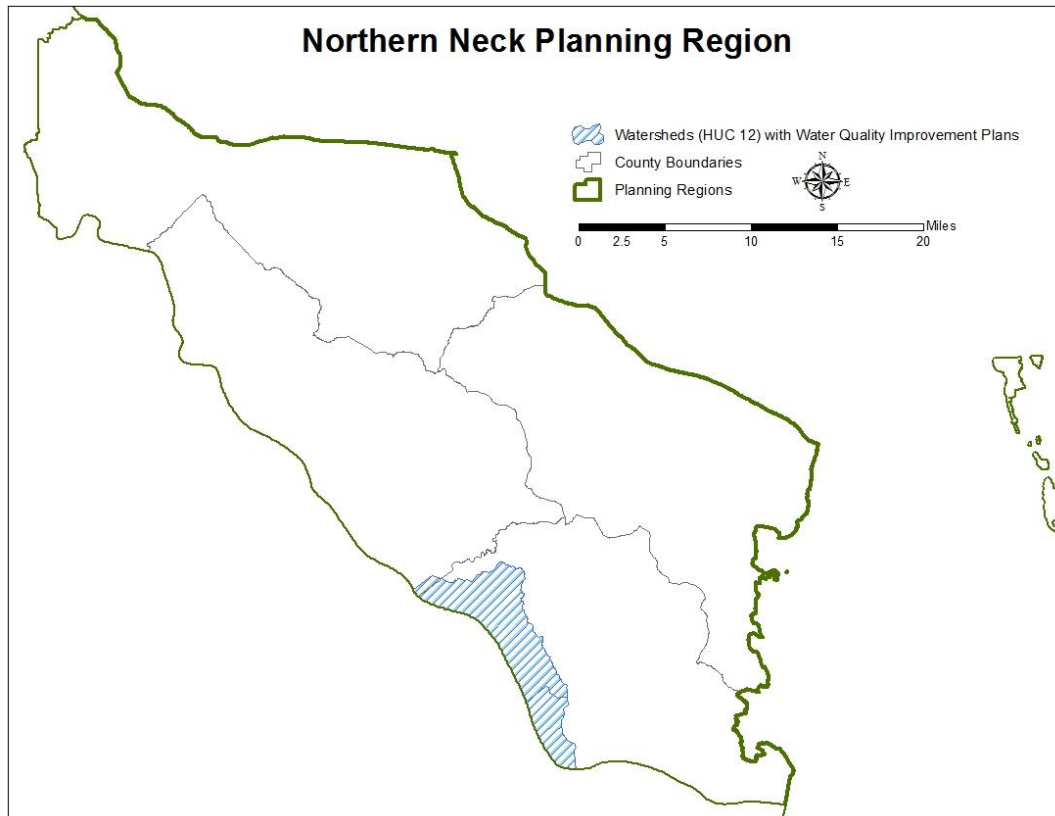 Northern Neck Planning Region
Watersheds (HUC 12) with Water Quality Improvement Plans
County Boundaries
Planning Regions
N
W E
S
Miles
0 2.5 5 10 15 20